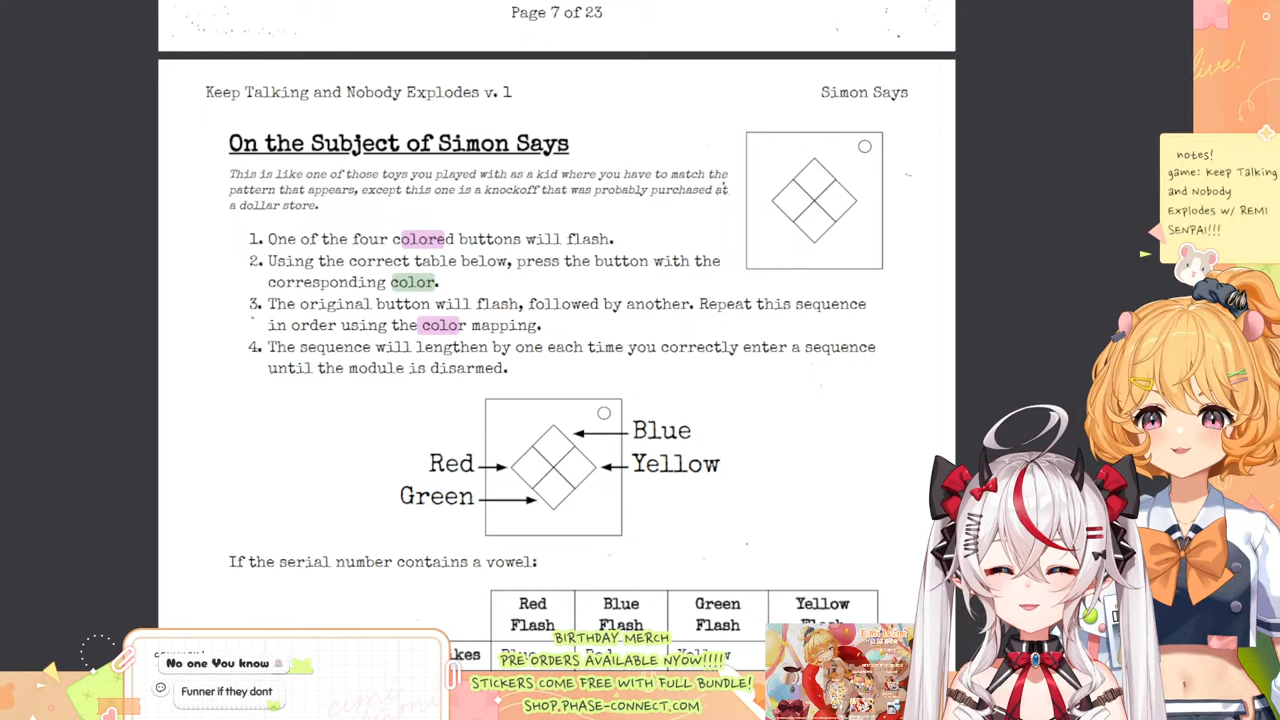 Page 7 of 23
Keep Talking and Nobody Explodes v. 1
Simon Says
On the Subject of Simon Says
This is like one of those toys you played with as a kid where you have to match the
pattern that appears, except this one is a knockoff that was probably purchased at
a dollar store.
1. One of the four colored buttons will flash.
2. Using the correct table below, press the button with the
corresponding color.
3. The original button will flash, followed by another. Repeat this sequence
in order using the color mapping.
4. The sequence will lengthen by one each time you correctly enter a sequence
until the module is disarmed.
Blue
Red
Yellow
Green
If the serial number contains a vowel:
Red
Flash
Blue
Flash
Green
Flash
Yellow
Flash
live!
notes!
game: Keep Talking
and Nobody
Explodes w/ REMI
SENPAI!!!
No one You know
Funner if they dont
BIRTHDAY MERCH
PRE ORDERS AVAILABLE NYOW!!!!
STICKERS COME FREE WITH FULL BUNDLE!
SHOP.PHASE-CONNECT.COM